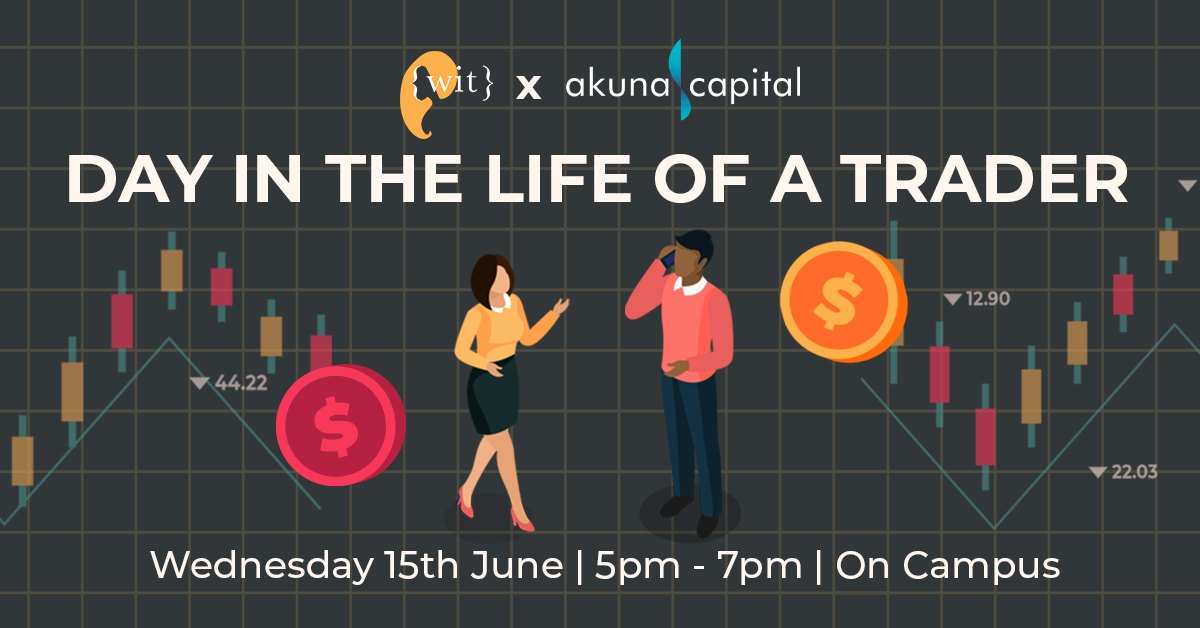 {wit} x akuna capital
DAY IN THE LIFE OF A TRADER
12.90
44.22
22.03
$
$
Wednesday 15th June | 5pm - 7pm | On Campus